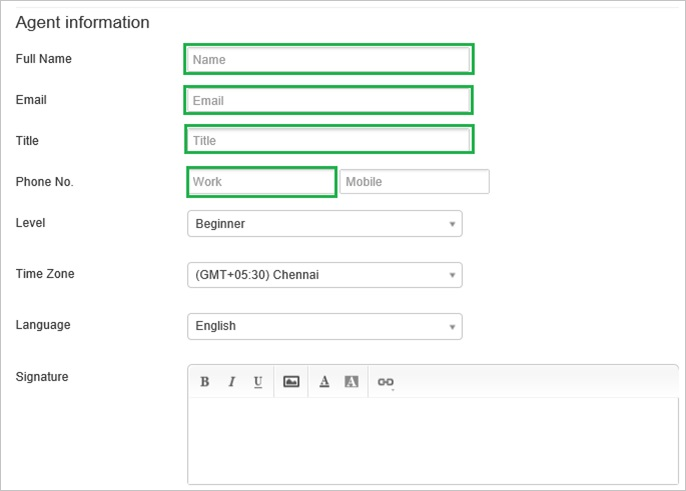 Agent information
Full Name Name
Email Email
Title Title
Phone No. Work Mobile
Level Beginner
Time Zone (GMT+05:30) Chennai
Language English
Signature B I U A A